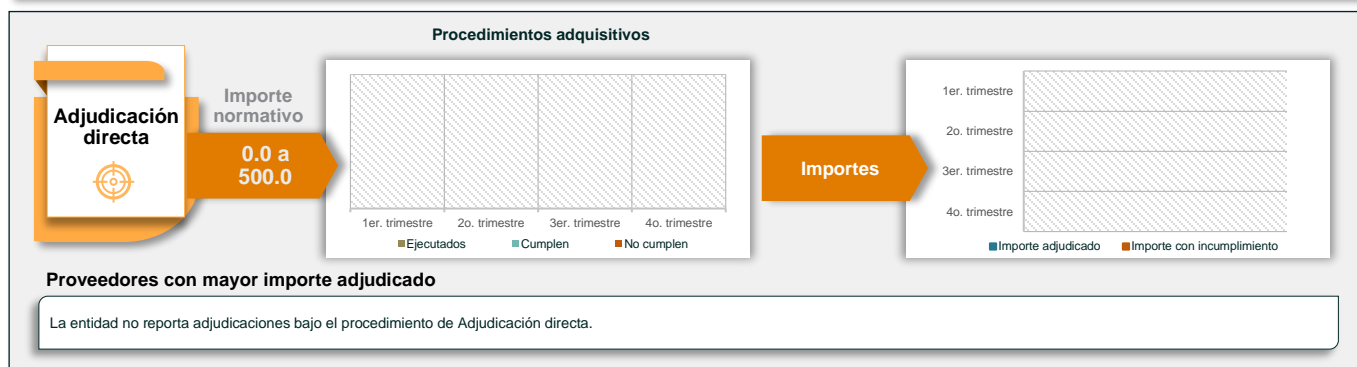 Procedimientos adquisitivos
Adjudicación
directa
Importe
normativo
0.0 a
500.0
1er. trimestre
2o. trimestre
3er. trimestre
4o. trimestre
Ejecutados
Cumplen
No cumplen
Importes
1er. trimestre
2o. trimestre
3er. trimestre
4o. trimestre
Importe adjudicado
Importe con incumplimiento
Proveedores con mayor importe adjudicado
La entidad no reporta adjudicaciones bajo el procedimiento de Adjudicación directa.